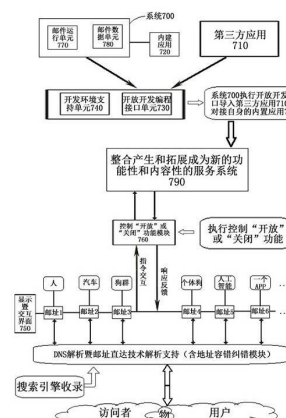 系统700
邮件运
行单元
770
邮件数
据单元
780
内建
应用
720
第三方应用
710
开发环境支
持单元740
开放开发编程
接口单元730
系统700执行开放开发
口导入第三方应用710
对接自身的内置应用7
整合产生和拓展成为新的功
能性和内容性的服务系统
790
控制“开放”或
“关闭”功能模块
760
执行控制“开放”
或“关闭”功能
指令交互
响应反馈
人
汽车
狗群
个体狗
人工
智能
一个
APP
显示
暨交
互界
面750
邮址1
邮址2
邮址3
邮址4
邮址5
邮址6
DNS解析暨邮址直达技术解析支持（含地址容错纠错模块）
搜索引擎收录
访问者
物
用户